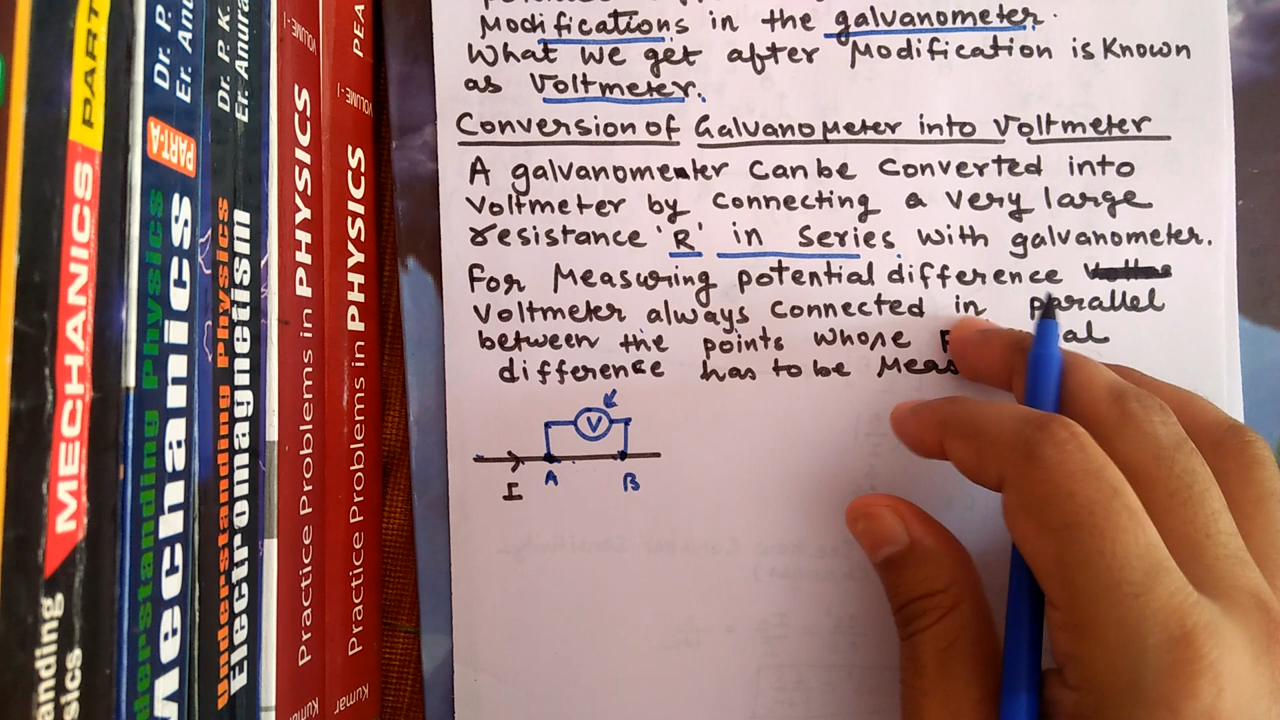 Modifications in the galvanometer.
What we get after Modification is Known
as Voltmeter.
Conversion of Galvanometer into Voltmeter
A galvanometer Can be Converted into
Voltmeter by Connecting a very large
resistance 'R' in Series with galvanometer.
For Measuring potential difference
Voltmeter always Connected in parallel
between the points whose
difference has to be Meas
V
I
A
B
MECHANICS PART
anding
sics
derstanding Physics
Mechanics PART-A
Dr. P.
Er. Anu
Understanding Physics
Electromagnetism
Dr. P. K.
Er. Anura
Practice Problems in PHYSICS
VOLUME - I
Kumar
Practice Problems in PHYSICS
VOLUME - I
PEA
Kumar